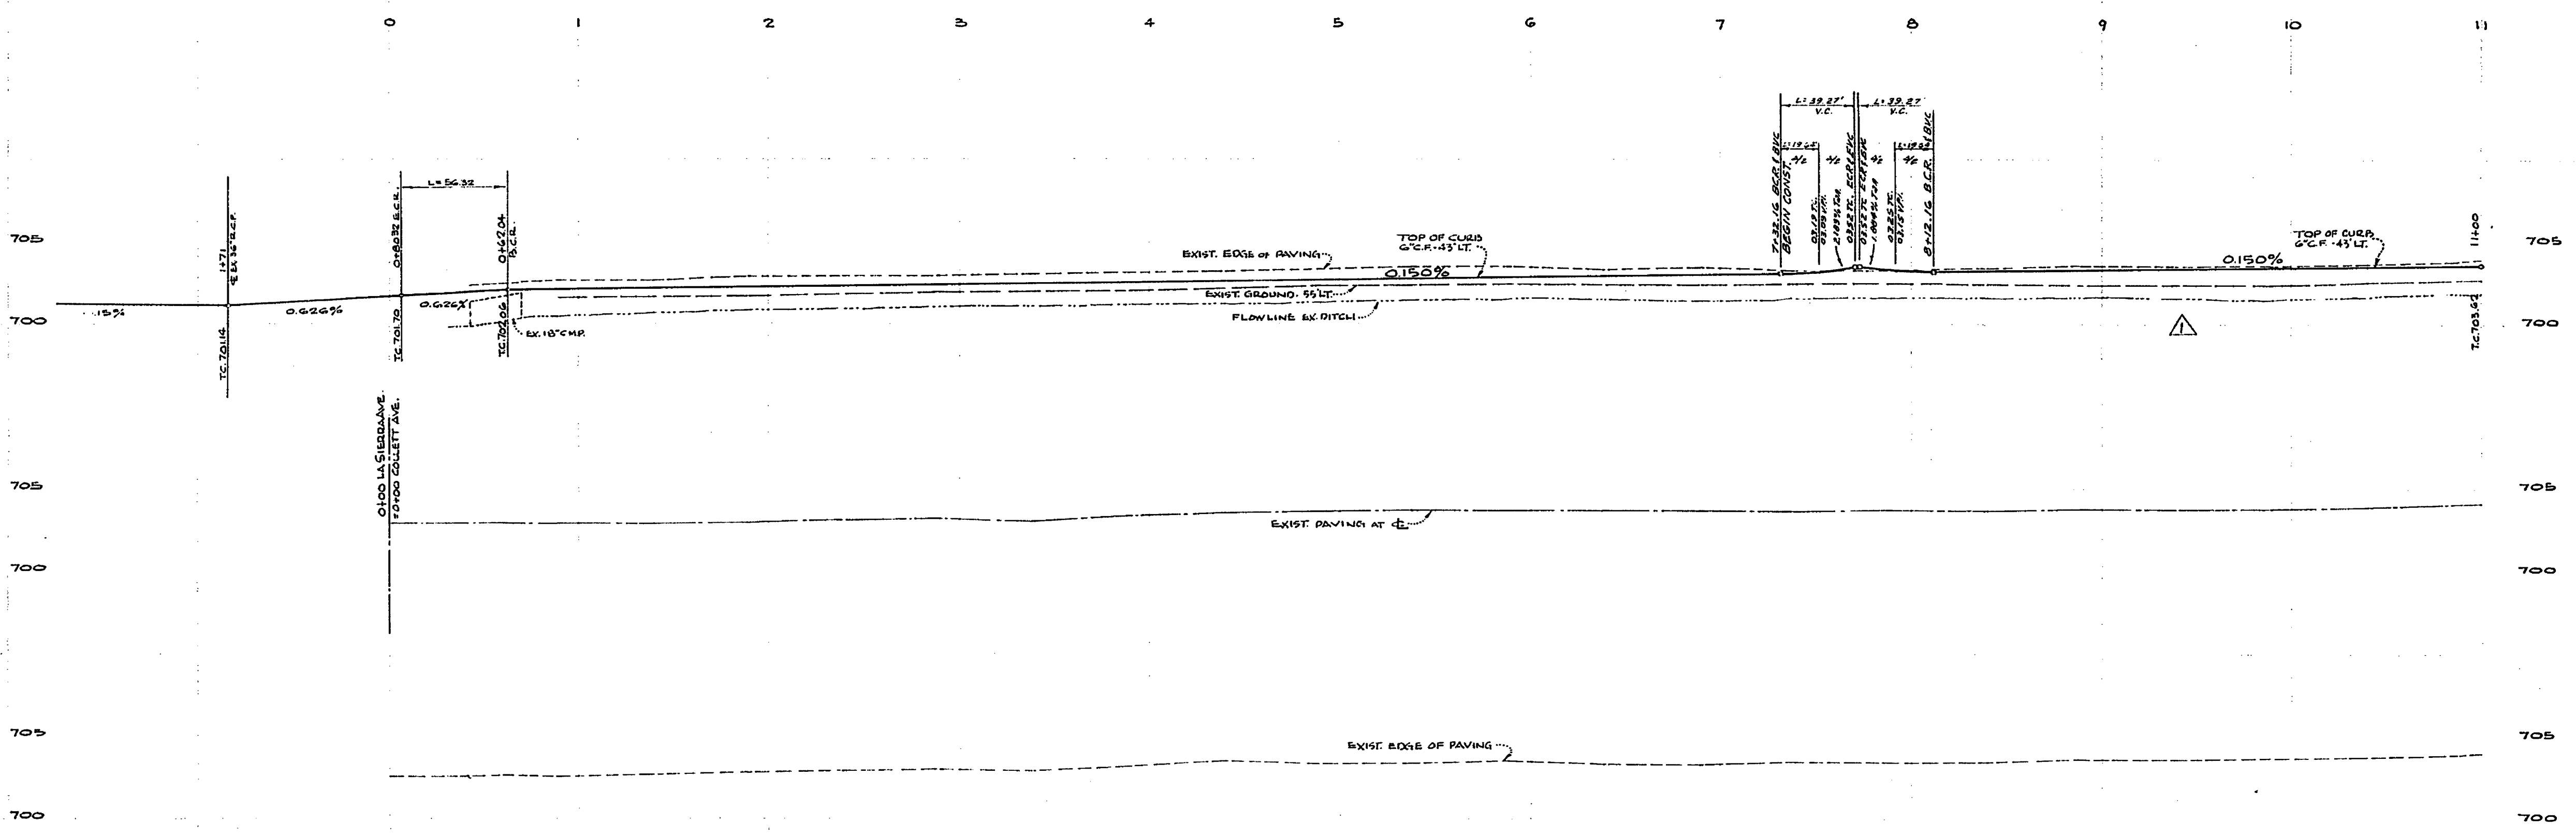 0 1 2 3 4 5 6 7 8 9 10 11
L=39.27'
V.C.
L=39.27
V.C.
7+32.16 B.C.R. & BVC
BEGIN CONST.
8+12.16 B.C.R. & BVC
1+71
0+80.32 E.C.R.
L=56.32
0+62.04
B.C.R.
705
EXIST. EDGE OF PAVING
TOP OF CURB
6" C.F. -43' LT.
0.150%
TOP OF CURB
6" C.F. -43' LT.
0.150%
11+00
705
.15%
0.626%
0.626%
T.C. 701.14
T.C. 701.70
T.C. 702.06
EX. 18" CMP.
EXIST. GROUND. 55' LT.
FLOWLINE EX. DITCH
1
T.C. 703.62
700
700
0+00 LA SIERRA AVE.
=0+00 COLLETT AVE.
705
705
EXIST. PAVING AT ℄
700
700
705
705
EXIST. EDGE OF PAVING
700
700